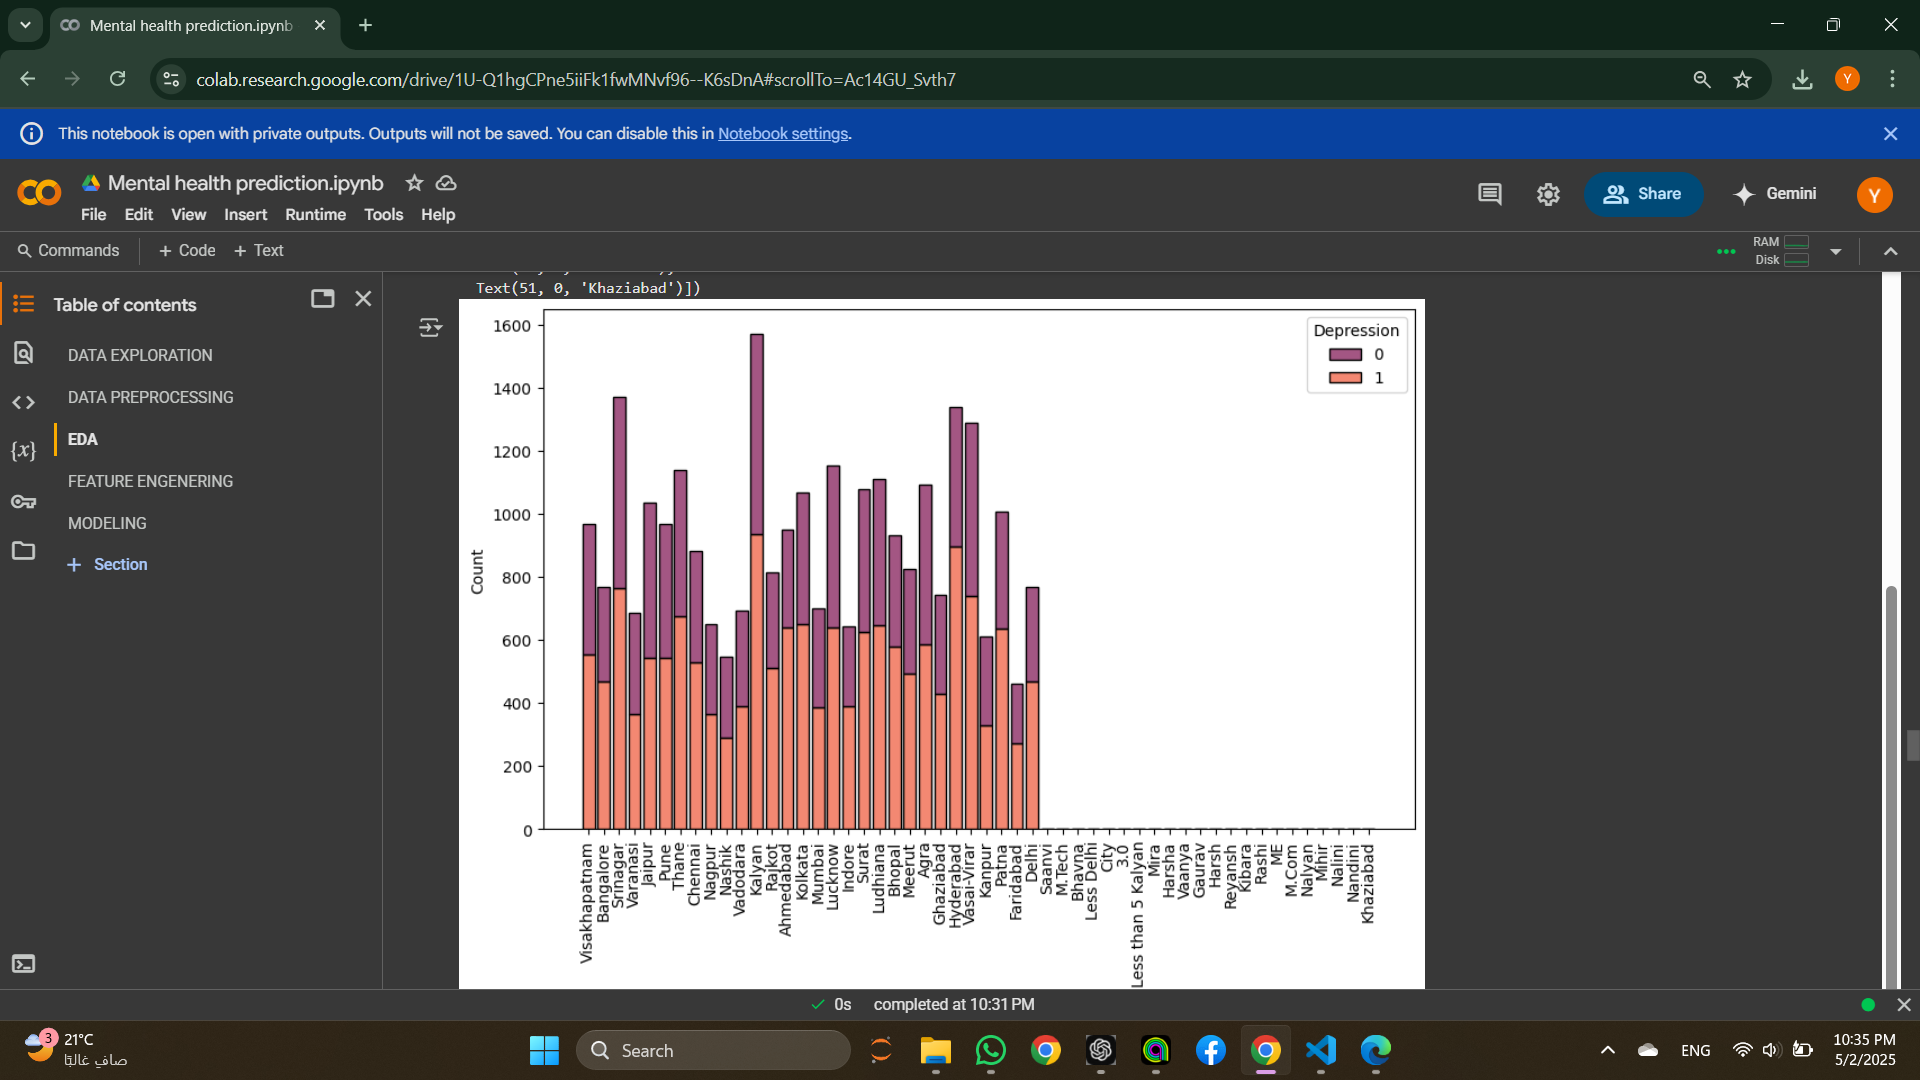 Mental health prediction.ipynb
colab.research.google.com/drive/1U-Q1hgCPne5iiFk1fwMNvf96--K6sDnA#scrollTo=Ac14GU_Svth7
Y
This notebook is open with private outputs. Outputs will not be saved. You can disable this in Notebook settings.
Mental health prediction.ipynb
File Edit View Insert Runtime Tools Help
Share
Gemini
Y
Commands + Code + Text
RAM
Disk
Table of contents
DATA EXPLORATION
DATA PREPROCESSING
EDA
FEATURE ENGENERING
MODELING
+ Section
{x}
Text(51, 0, 'Khaziabad')])
Depression
0
1
1600
1400
1200
1000
800
600
400
200
0
Count
Visakhapatnam
Bangalore
Srinagar
Varanasi
Jaipur
Pune
Thane
Chennai
Nagpur
Nashik
Vadodara
Kalyan
Rajkot
Ahmedabad
Kolkata
Mumbai
Lucknow
Indore
Surat
Ludhiana
Bhopal
Meerut
Agra
Ghaziabad
Hyderabad
Vasai-Virar
Kanpur
Patna
Faridabad
Delhi
Saanvi
M.Tech
Bhavna
Less Delhi
City
3.0
Less than 5 Kalyan
Mira
Harsha
Vaanya
Gaurav
Harsh
Reyansh
Kibara
Rashi
ME
M.Com
Nalyan
Mihir
Nalini
Nandini
Khaziabad
0s completed at 10:31 PM
3
21°C
صافٍ غالبًا
Search
ENG
10:35 PM
5/2/2025